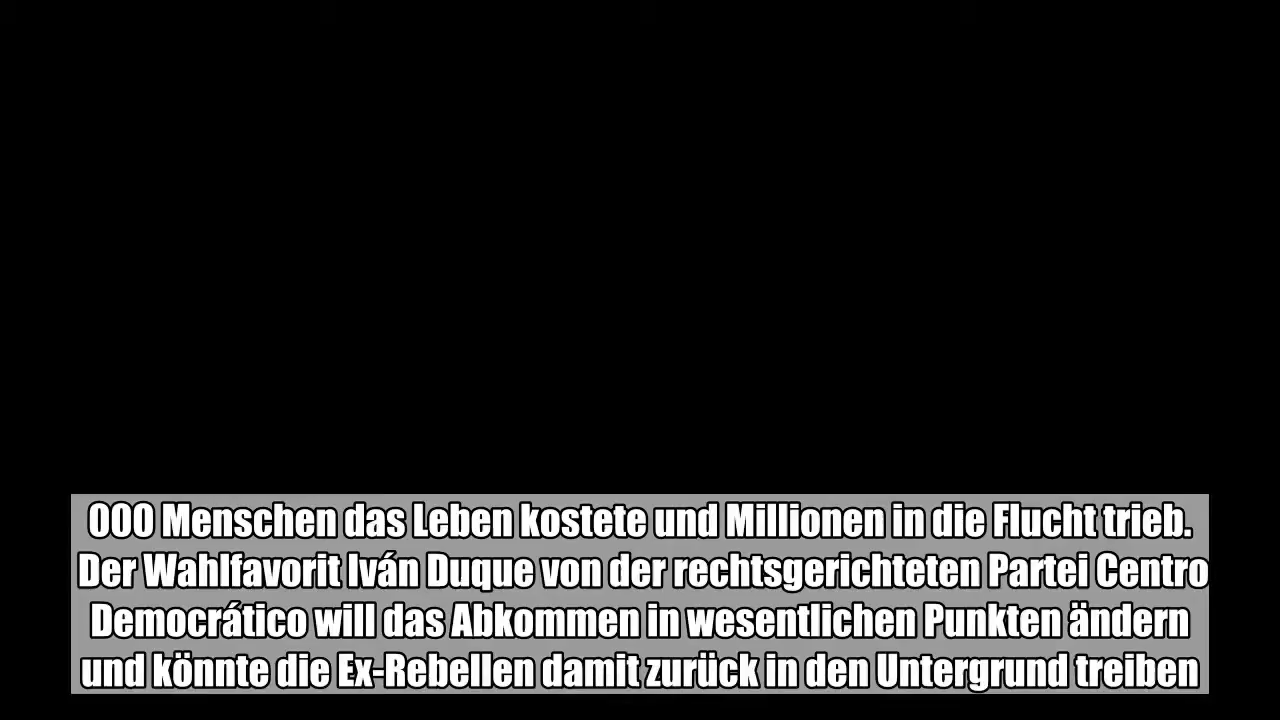 000 Menschen das Leben kostete und Millionen in die Flucht trieb.
Der Wahlfavorit Iván Duque von der rechtsgerichteten Partei Centro
Democrático will das Abkommen in wesentlichen Punkten ändern
und könnte die Ex-Rebellen damit zurück in den Untergrund treiben